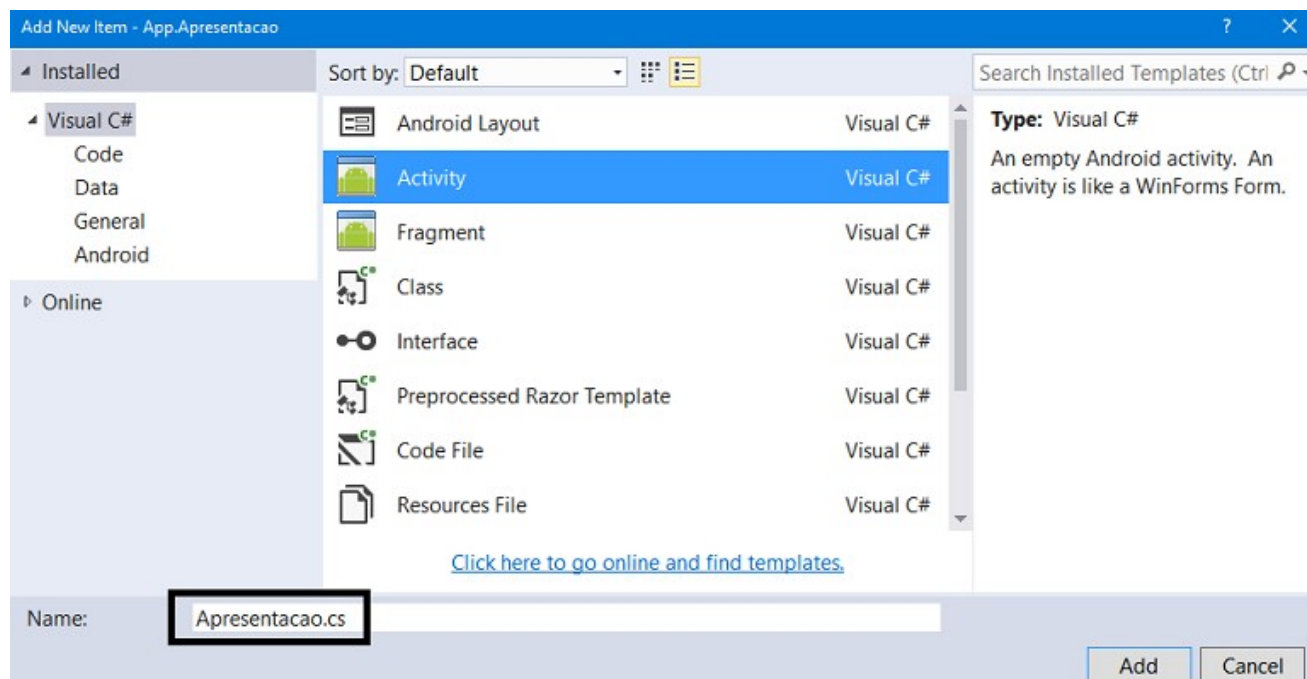 Add New Item - App.Apresentacao
?
Installed
Sort by: Default
Search Installed Templates (Ctrl
Visual C#
Code
Data
General
Android
Online
Android Layout Visual C#
Activity Visual C#
Fragment Visual C#
Class Visual C#
Interface Visual C#
Preprocessed Razor Template Visual C#
Code File Visual C#
Resources File Visual C#
Click here to go online and find templates.
Type: Visual C#
An empty Android activity. An
activity is like a WinForms Form.
Name: Apresentacao.cs
Add Cancel